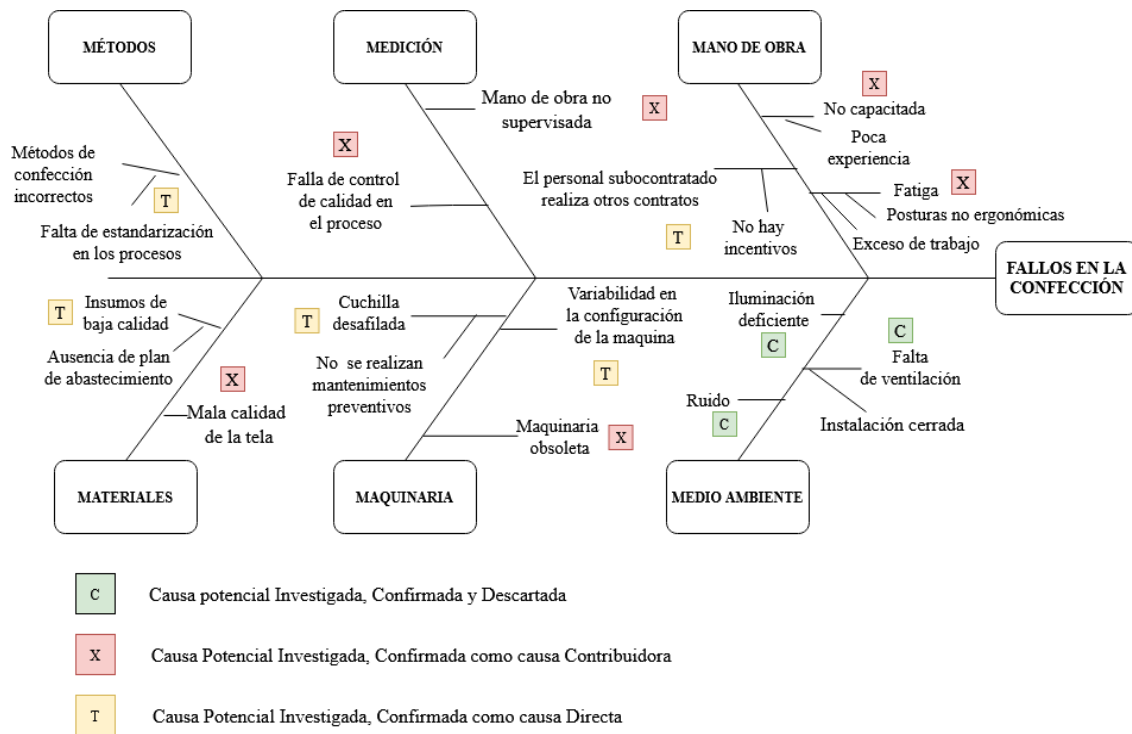 MÉTODOS
MEDICIÓN
MANO DE OBRA
Métodos de
confección
incorrectos
T
Falta de estandarización
en los procesos
X
Falla de control
de calidad en
el proceso
Mano de obra no
supervisada
X
X
No capacitada
Poca
experiencia
El personal subocontratado
realiza otros contratos
T
No hay
incentivos
Fatiga
X
Posturas no ergonómicas
Exceso de trabajo
FALLOS EN LA
CONFECCIÓN
T
Insumos de
baja calidad
Ausencia de plan
de abastecimiento
X
Mala calidad
de la tela
T
Cuchilla
desafilada
No se realizan
mantenimientos
preventivos
Variabilidad en
la configuración
de la maquina
T
Maquinaria
obsoleta
X
Iluminación
deficiente
C
C
Falta
de ventilación
Ruido
C
Instalación cerrada
MATERIALES
MAQUINARIA
MEDIO AMBIENTE
C
Causa potencial Investigada, Confirmada y Descartada
X
Causa Potencial Investigada, Confirmada como causa Contribuidora
T
Causa Potencial Investigada, Confirmada como causa Directa